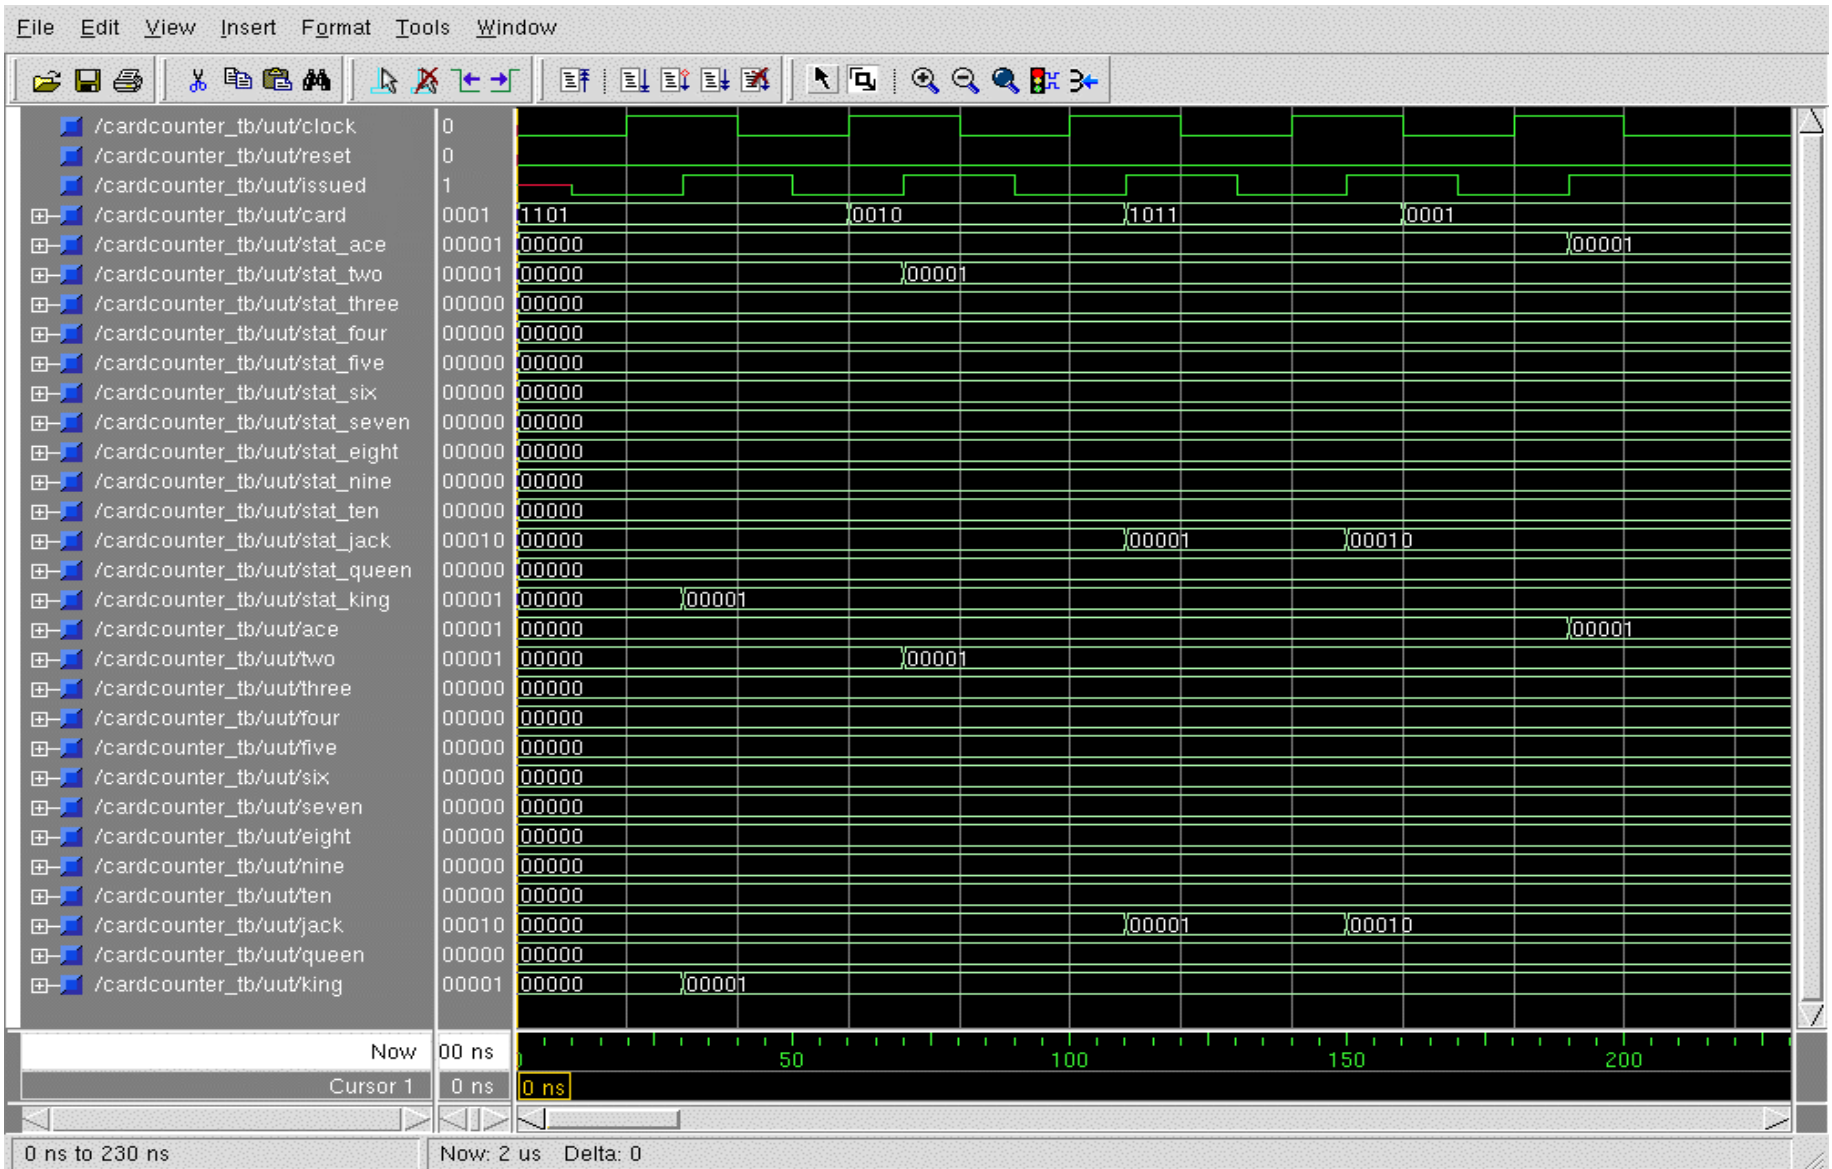 File Edit View Insert Format Tools Window
/cardcounter_tb/uut/clock 0
/cardcounter_tb/uut/reset 0
/cardcounter_tb/uut/issued 1
/cardcounter_tb/uut/card 0001 1101 0010 1011 0001
/cardcounter_tb/uut/stat_ace 00001 00000 00001
/cardcounter_tb/uut/stat_two 00001 00000 00001
/cardcounter_tb/uut/stat_three 00000 00000
/cardcounter_tb/uut/stat_four 00000 00000
/cardcounter_tb/uut/stat_five 00000 00000
/cardcounter_tb/uut/stat_six 00000 00000
/cardcounter_tb/uut/stat_seven 00000 00000
/cardcounter_tb/uut/stat_eight 00000 00000
/cardcounter_tb/uut/stat_nine 00000 00000
/cardcounter_tb/uut/stat_ten 00000 00000
/cardcounter_tb/uut/stat_jack 00010 00000 00001 00010
/cardcounter_tb/uut/stat_queen 00000 00000
/cardcounter_tb/uut/stat_king 00001 00000 00001
/cardcounter_tb/uut/ace 00001 00000 00001
/cardcounter_tb/uut/two 00001 00000 00001
/cardcounter_tb/uut/three 00000 00000
/cardcounter_tb/uut/four 00000 00000
/cardcounter_tb/uut/five 00000 00000
/cardcounter_tb/uut/six 00000 00000
/cardcounter_tb/uut/seven 00000 00000
/cardcounter_tb/uut/eight 00000 00000
/cardcounter_tb/uut/nine 00000 00000
/cardcounter_tb/uut/ten 00000 00000
/cardcounter_tb/uut/jack 00010 00000 00001 00010
/cardcounter_tb/uut/queen 00000 00000
/cardcounter_tb/uut/king 00001 00000 00001
Now 00 ns 50 100 150 200
Cursor 1 0 ns 0 ns
0 ns to 230 ns Now: 2 us Delta: 0